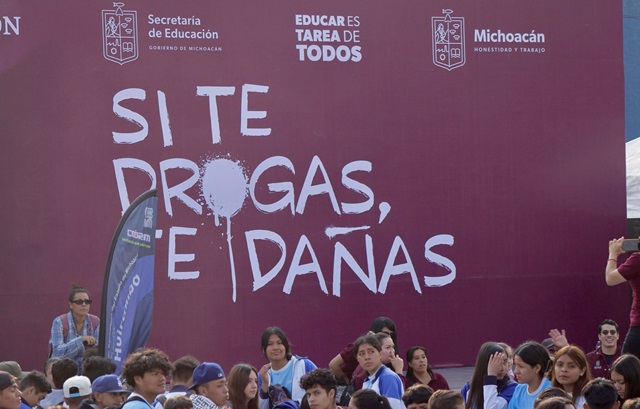 ÓN
Secretaría
de Educación
GOBIERNO DE MICHOACÁN
EDUCAR ES
TAREA DE
TODOS
Michoacán
HONESTIDAD Y TRABAJO
SI TE
DROGAS,
TE DAÑAS